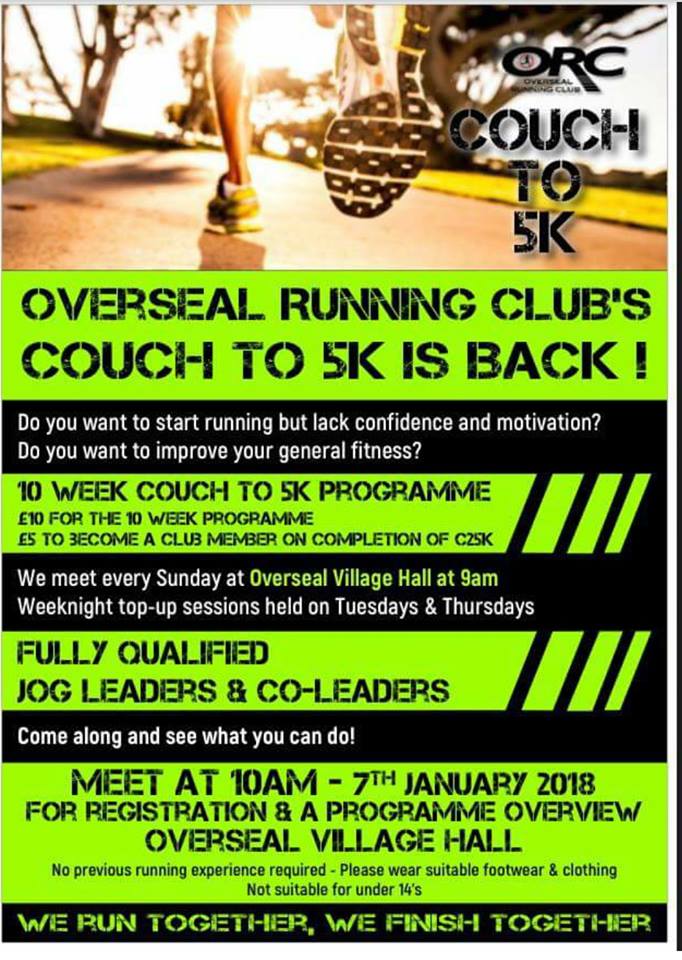 ORC
OVERSEAL
RUNNING CLUB
COUCH
TO
5K
OVERSEAL RUNNING CLUB'S
COUCH TO 5K IS BACK !
Do you want to start running but lack confidence and motivation?
Do you want to improve your general fitness?
10 WEEK COUCH TO 5K PROGRAMME
£10 FOR THE 10 WEEK PROGRAMME
£5 TO BECOME A CLUB MEMBER ON COMPLETION OF C25K
We meet every Sunday at Overseal Village Hall at 9am
Weeknight top-up sessions held on Tuesdays & Thursdays
FULLY QUALIFIED
JOG LEADERS & CO-LEADERS
Come along and see what you can do!
MEET AT 10AM - 7TH JANUARY 2018
FOR REGISTRATION & A PROGRAMME OVERVIEW
OVERSEAL VILLAGE HALL
No previous running experience required - Please wear suitable footwear & clothing
Not suitable for under 14's
WE RUN TOGETHER, WE FINISH TOGETHER